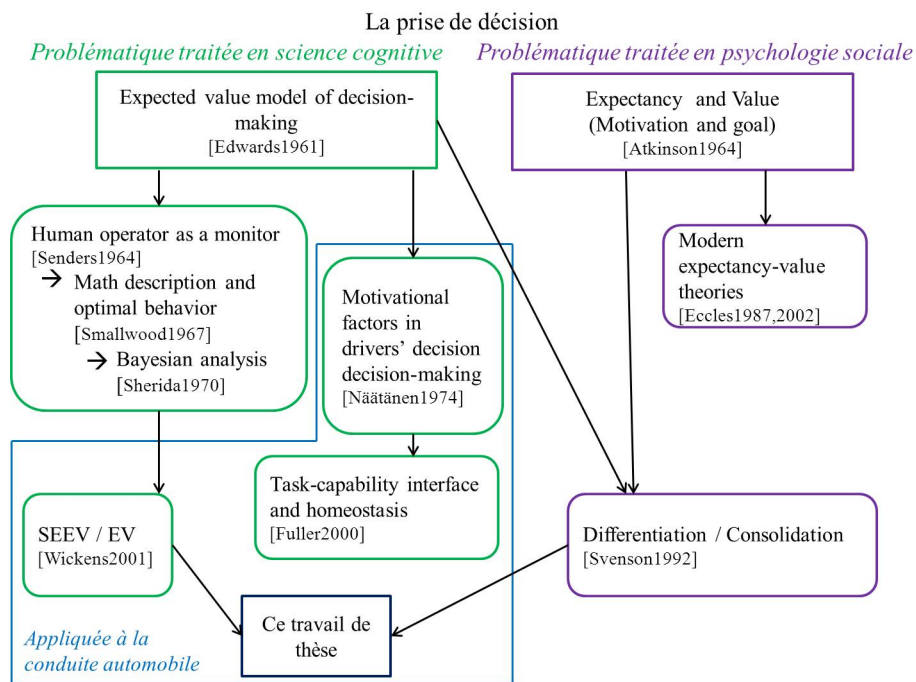 La prise de décision
Problématique traitée en science cognitive
Problématique traitée en psychologie sociale
Expected value model of decision-
making
[Edwards1961]
Expectancy and Value
(Motivation and goal)
[Atkinson1964]
Human operator as a monitor
[Senders1964]
→ Math description and
optimal behavior
[Smallwood1967]
→ Bayesian analysis
[Sherida1970]
Motivational
factors in
drivers' decision
decision-making
[Näätänen1974]
Modern
expectancy-value
theories
[Eccles1987,2002]
Task-capability interface
and homeostasis
[Fuller2000]
SEEV / EV
[Wickens2001]
Differentiation / Consolidation
[Svenson1992]
Ce travail de
thèse
Appliquée à la
conduite automobile